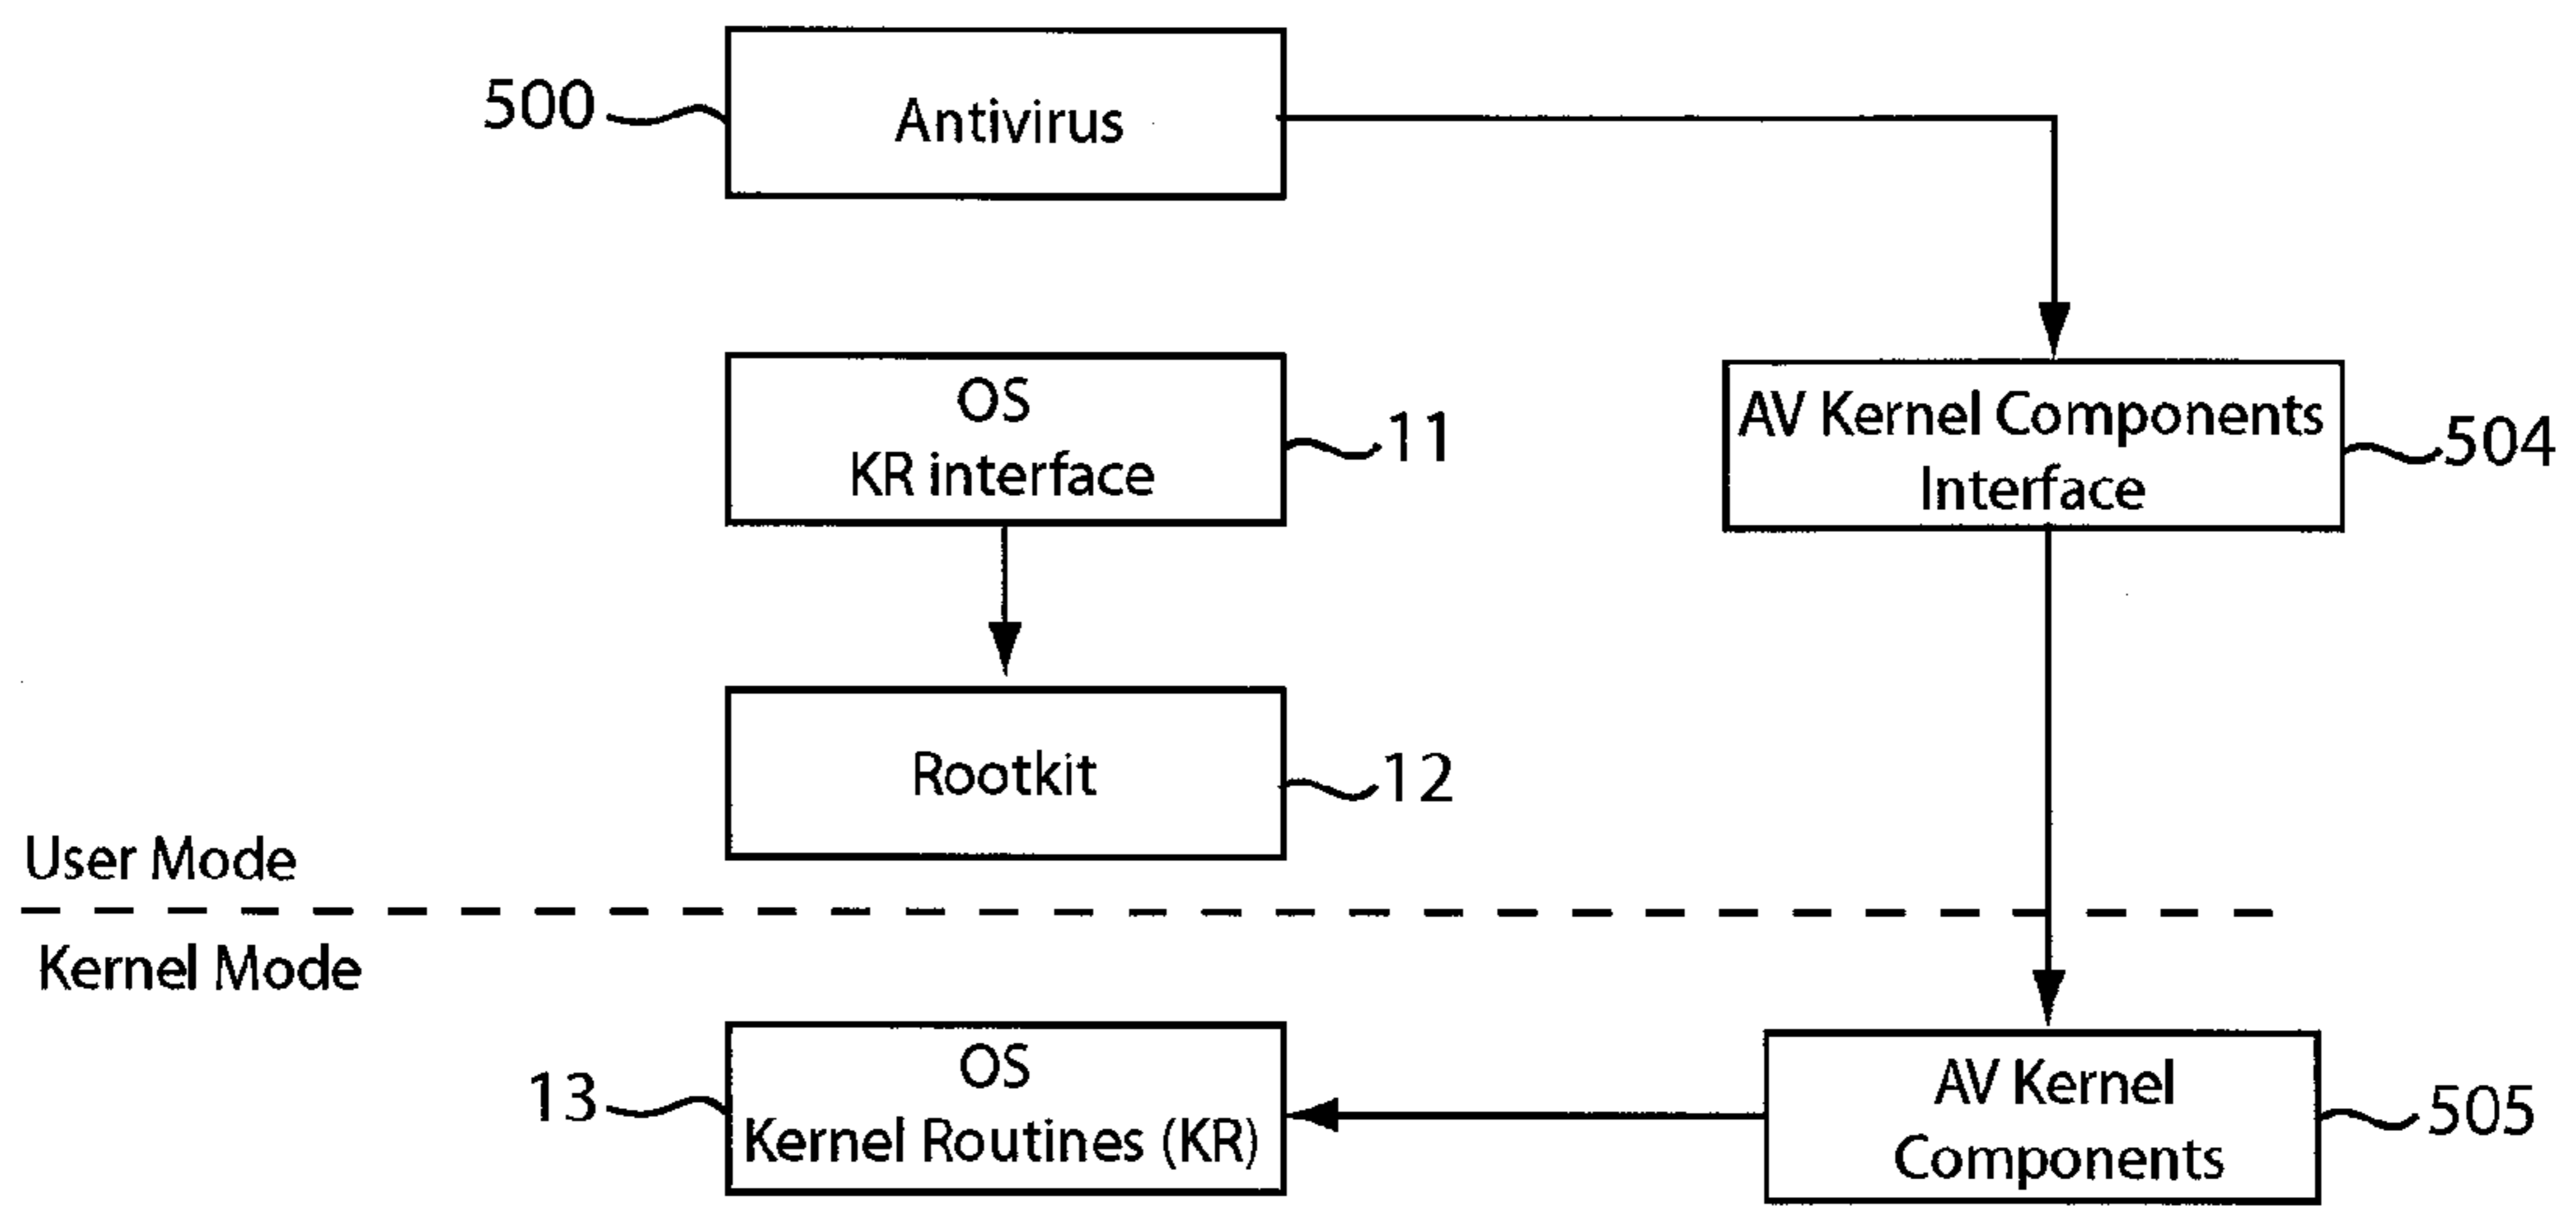 500
Antivirus
OS
KR interface
11
AV Kernel Components
Interface
504
Rootkit
12
User Mode
Kernel Mode
13
OS
Kernel Routines (KR)
AV Kernel
Components
505